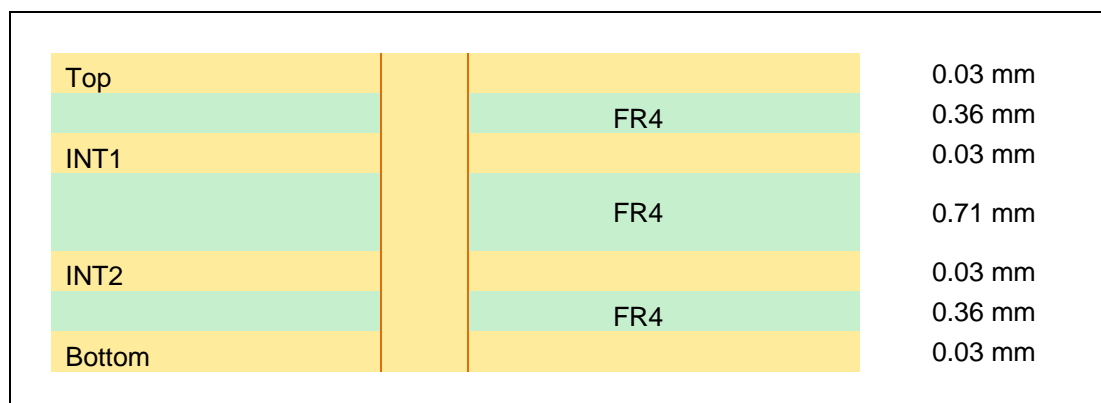 Top 0.03 mm
FR4 0.36 mm
INT1 0.03 mm
FR4 0.71 mm
INT2 0.03 mm
FR4 0.36 mm
Bottom 0.03 mm